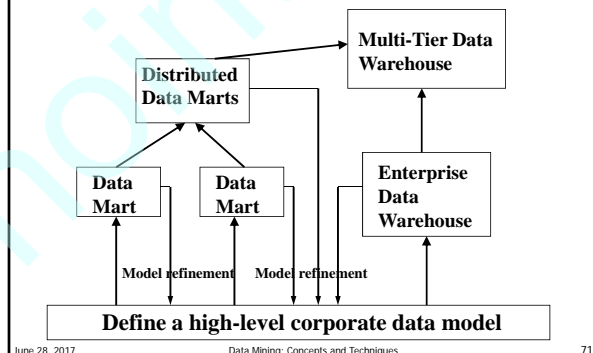 Multi-Tier Data
Warehouse
Distributed
Data Marts
Data
Mart
Data
Mart
Enterprise
Data
Warehouse
Model refinement
Model refinement
Define a high-level corporate data model
June 28, 2017
Data Mining: Concepts and Techniques
71